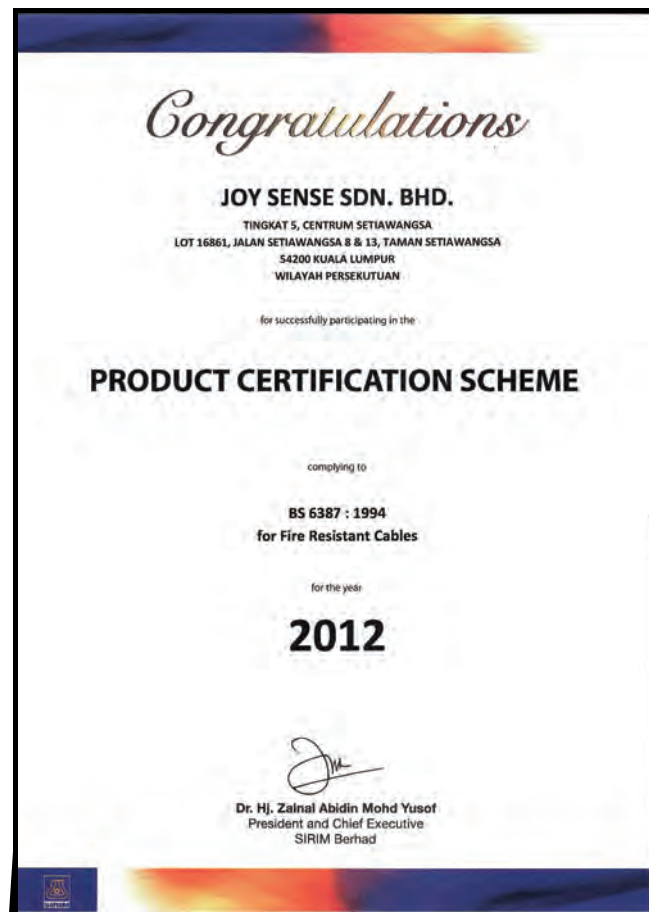 Congratulations
JOY SENSE SDN. BHD.
TINGKAT 5, CENTRUM SETIAWANGSA
LOT 16861, JALAN SETIAWANGSA 8 & 13, TAMAN SETIAWANGSA
54200 KUALA LUMPUR
WILAYAH PERSEKUTUAN
for successfully participating in the
PRODUCT CERTIFICATION SCHEME
complying to
BS 6387 : 1994
for Fire Resistant Cables
for the year
2012
Dr. Hj. Zainal Abidin Mohd Yusof
President and Chief Executive
SIRIM Berhad